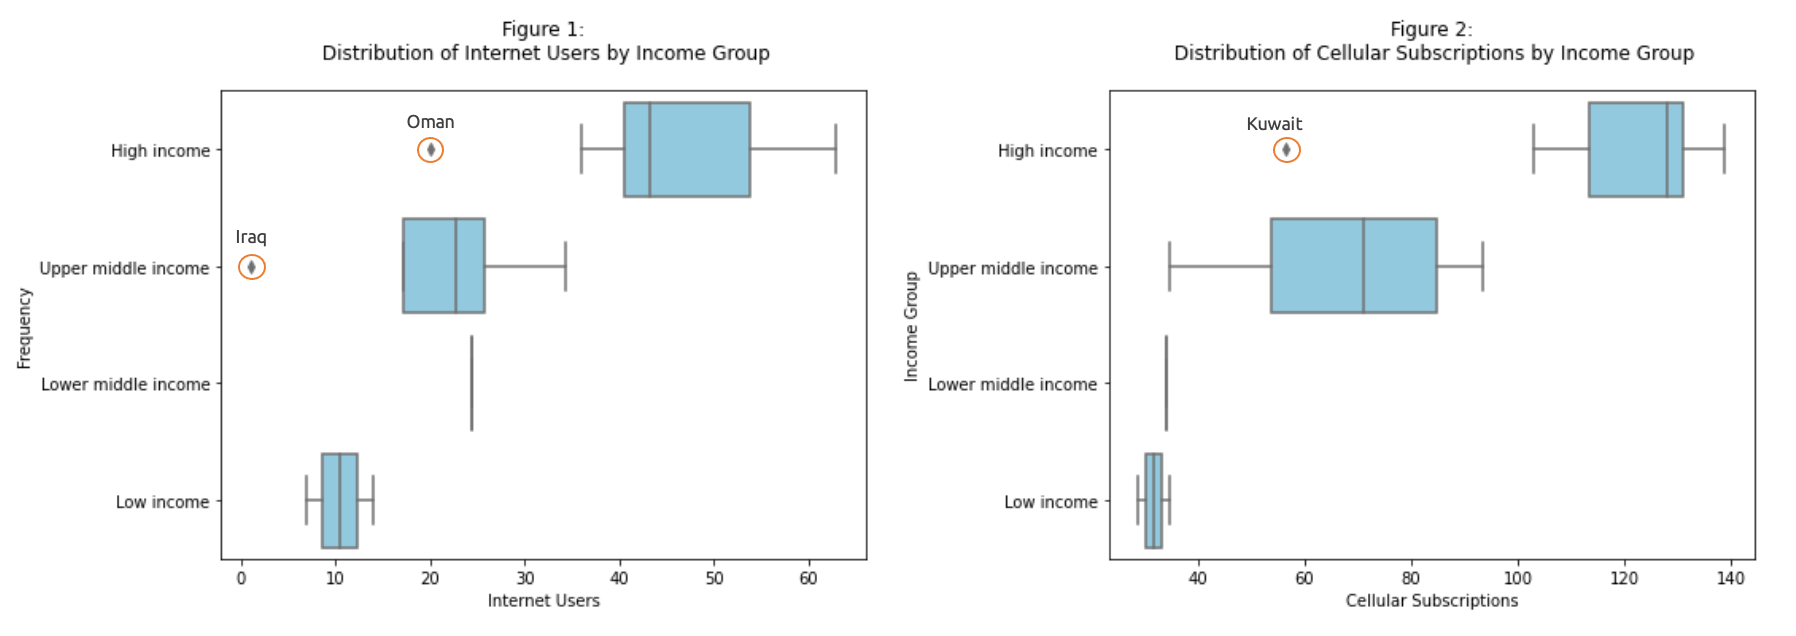 Figure 1:
Distribution of Internet Users by Income Group
Oman
Iraq
High income
Upper middle income
Lower middle income
Low income
Frequency
0 10 20 30 40 50 60
Internet Users
Figure 2:
Distribution of Cellular Subscriptions by Income Group
Kuwait
High income
Upper middle income
Lower middle income
Low income
Income Group
40 60 80 100 120 140
Cellular Subscriptions